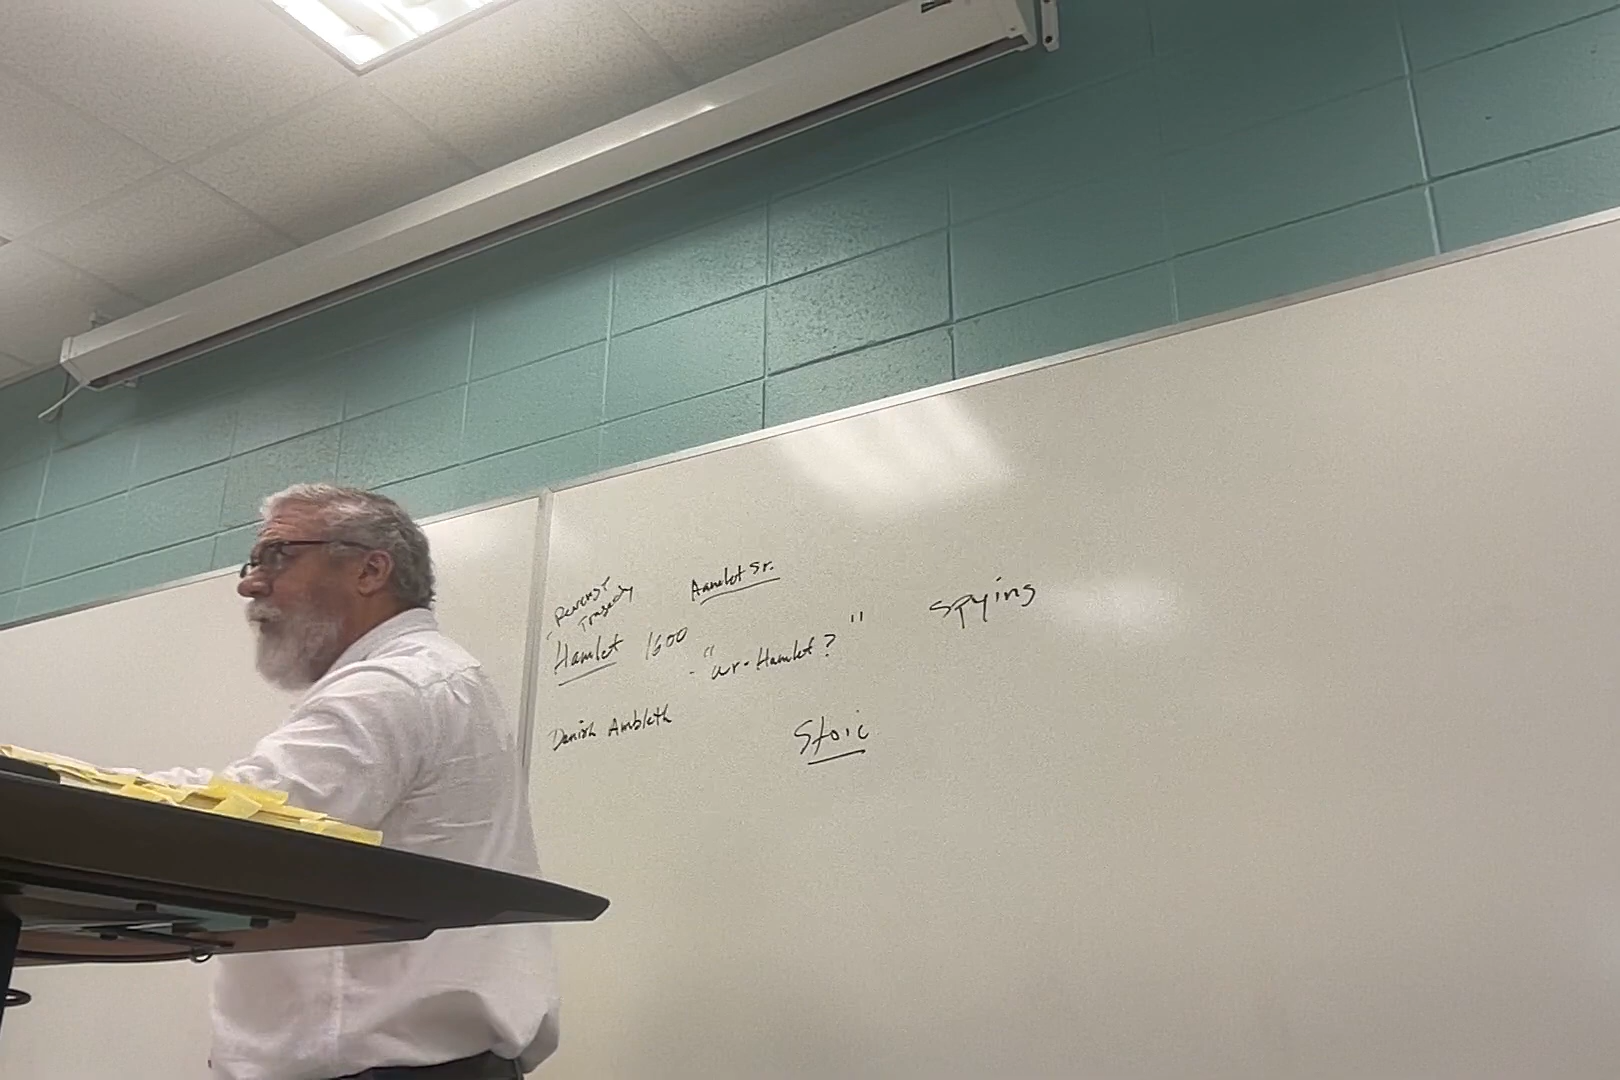 Revenge
Tragedy
Hamlet Sr.
Hamlet 1600 - "ur-Hamlet?"
Spying
Danish Ambleth
Stoic